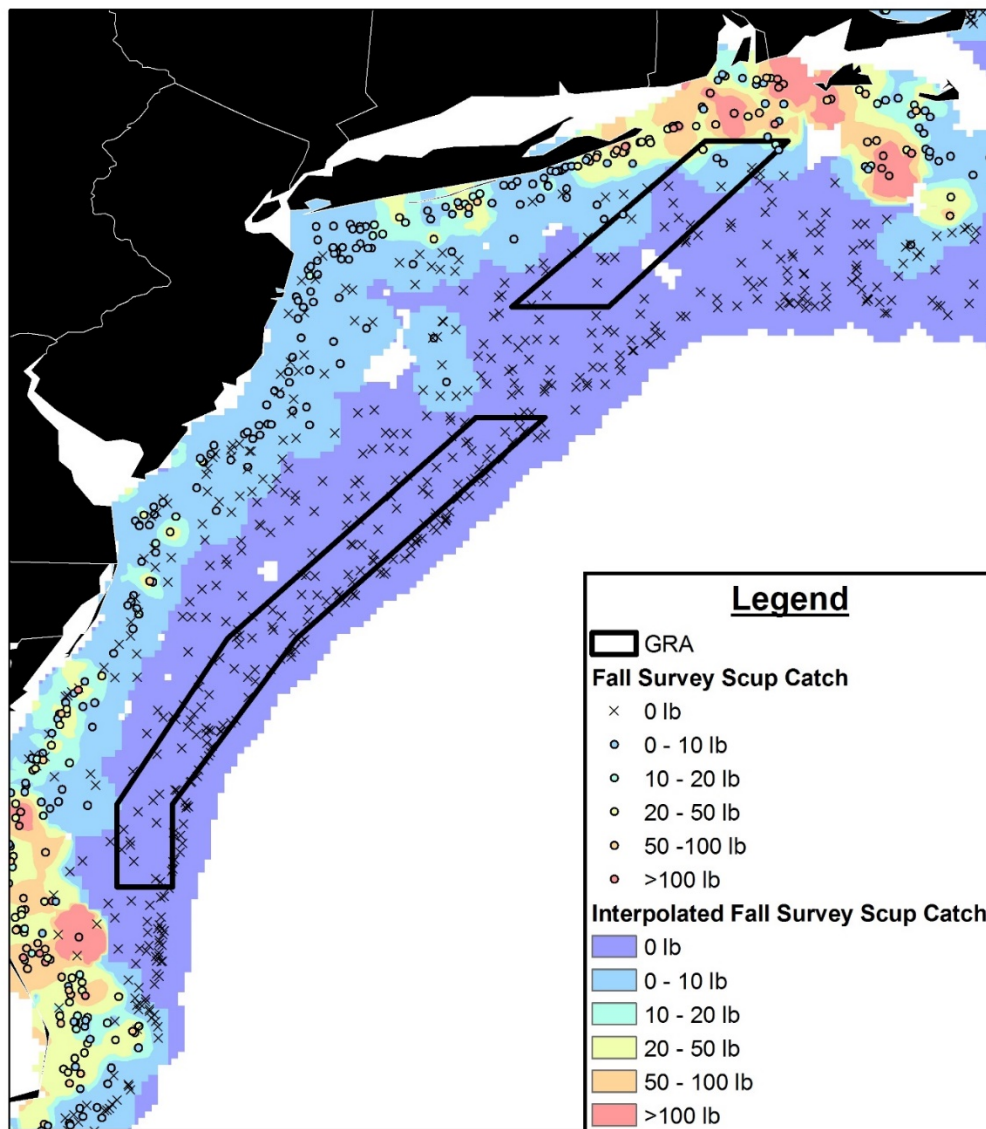 Legend
GRA
Fall Survey Scup Catch
0 lb
0 - 10 lb
10 - 20 lb
20 - 50 lb
50 -100 lb
>100 lb
Interpolated Fall Survey Scup Catch
0 lb
0 - 10 lb
10 - 20 lb
20 - 50 lb
50 - 100 lb
>100 lb